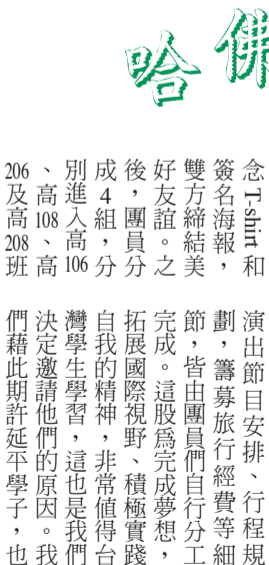 哈佛
念T-shirt和
簽名海報，
雙方締結美
好友誼。之
後，團員分
成4組，分
別進入高106
、高108、高
206及高208班
演出節目安排、行程規
劃，籌募旅行經費等細
節，皆由團員們自行分工
完成。這股爲完成夢想，
拓展國際視野、積極實踐
自我的精神，非常値得台
灣學生學習，這也是我們
決定邀請他們的原因。我
們藉此期許延平學子，也